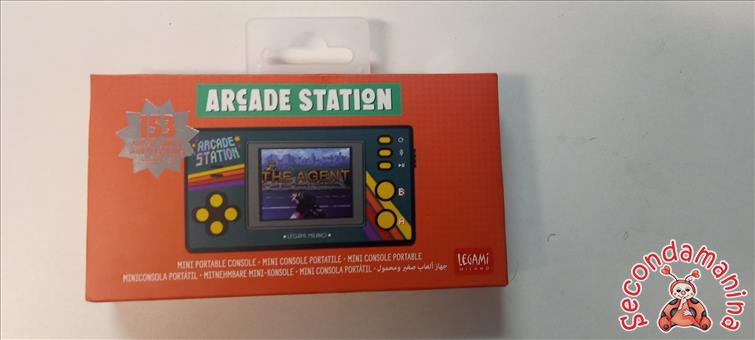 ARCADE STATION
153
ARCADE
STATION
THE AGENT
B
A
•LEGAMI MILANO•
MINI PORTABLE CONSOLE • MINI CONSOLE PORTATILE • MINI CONSOLE PORTABLE
MINICONSOLA PORTÁTIL • MITNEHMBARE MINI-KONSOLE • MINI CONSOLA PORTÁTIL • جهاز ألعاب صغير ومحمول
LEGAMI
MILANO
Secondamanina